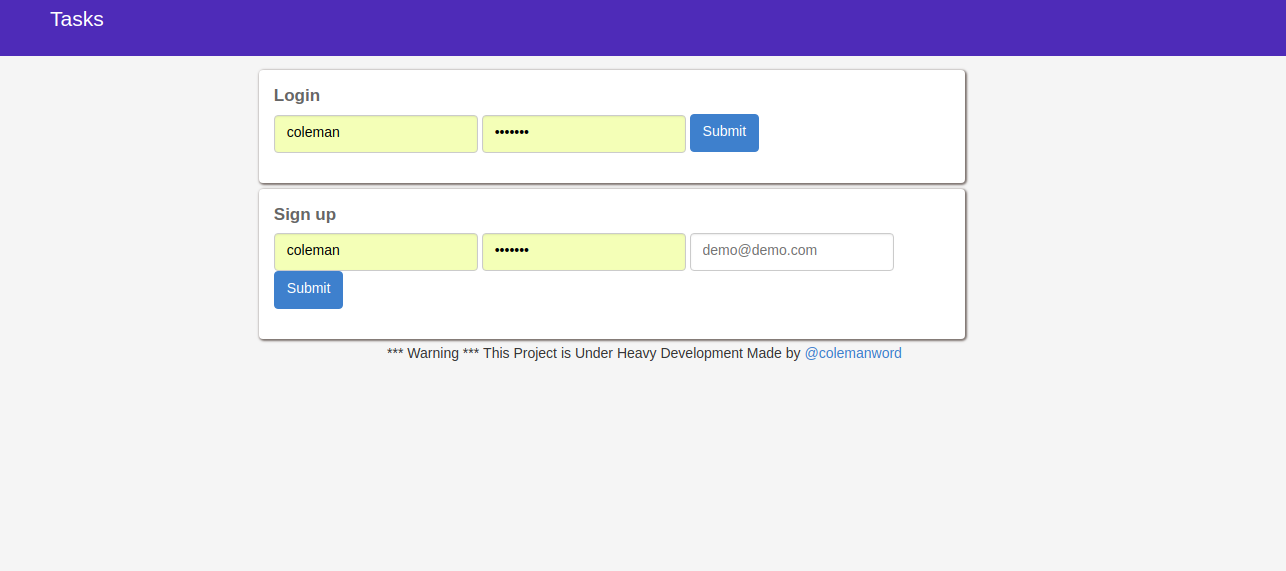 Tasks
Login
coleman ••••••• Submit
Sign up
coleman ••••••• demo@demo.com
Submit
*** Warning *** This Project is Under Heavy Development Made by @colemanword